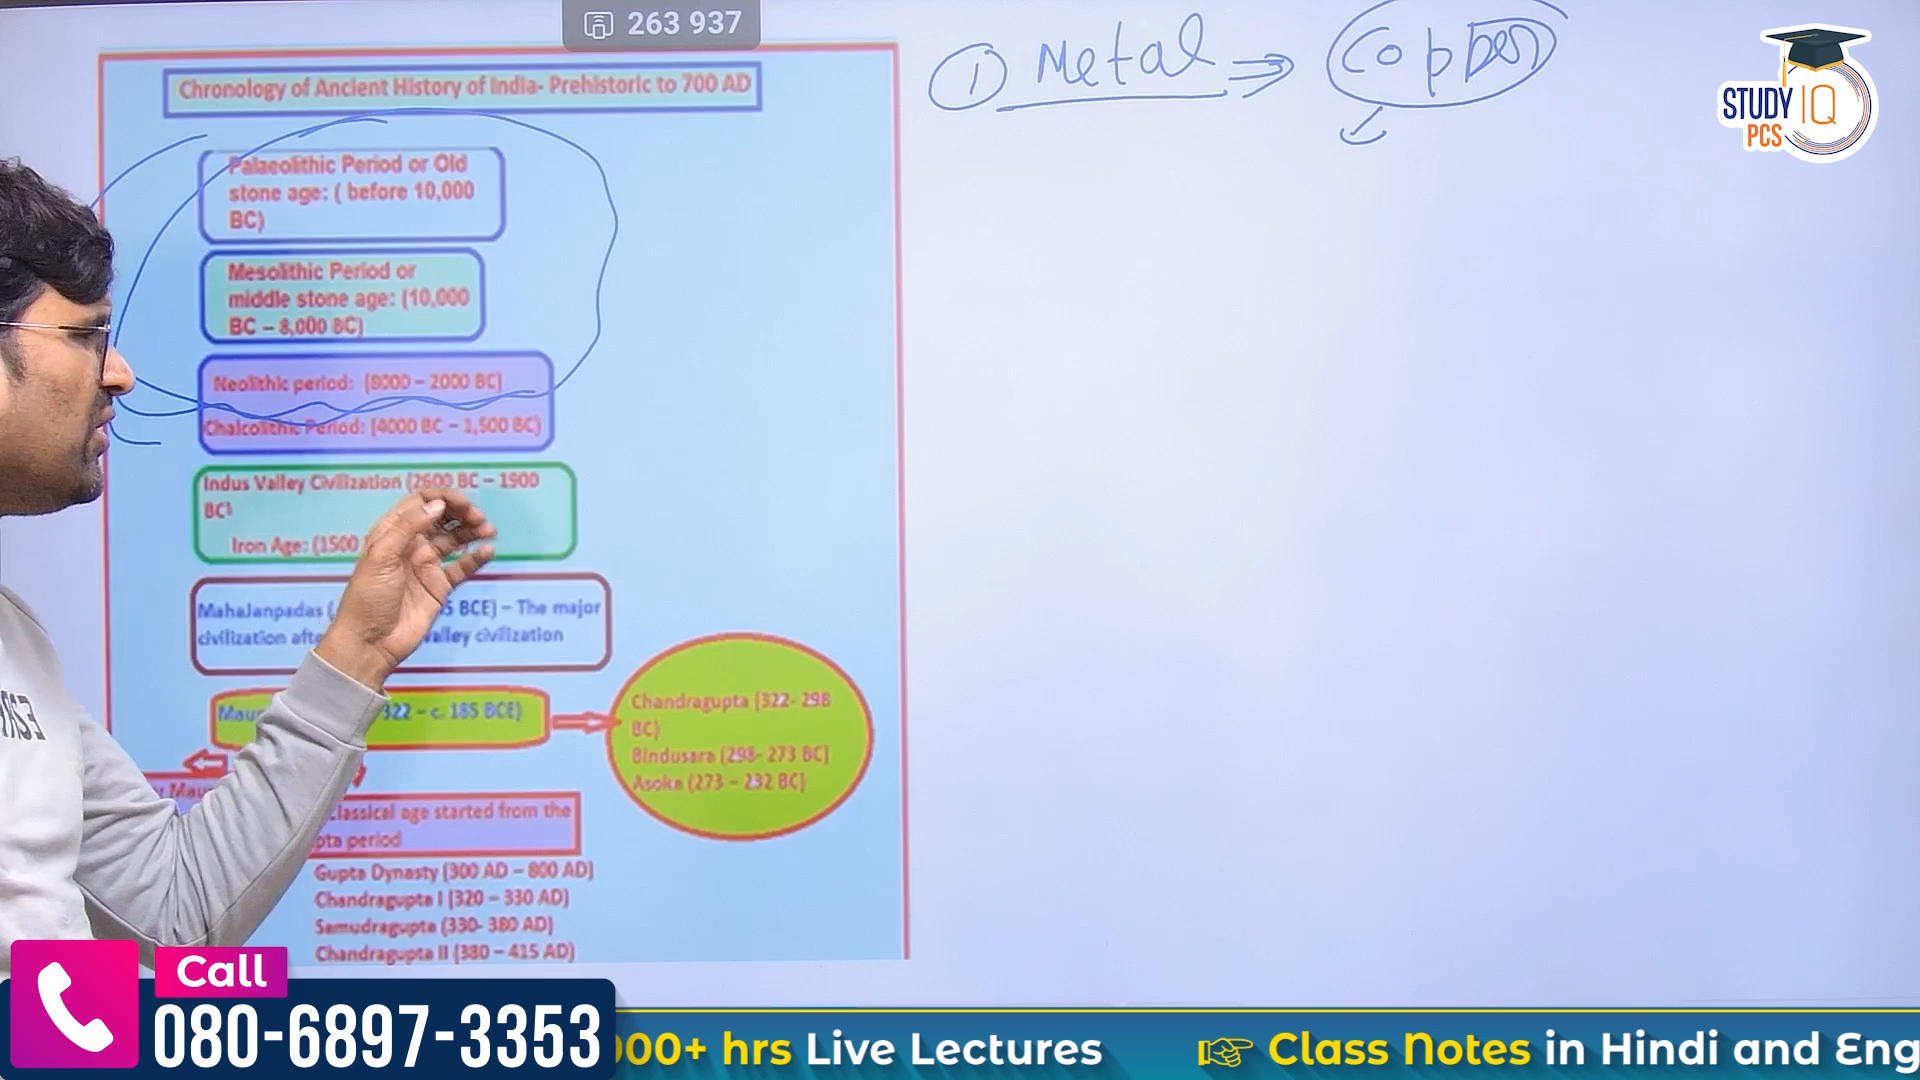 263 937
① Metal ⇒ Copper
STUDY IQ
PCS
Chronology of Ancient History of India- Prehistoric to 700 AD
Palaeolithic Period or Old
stone age: ( before 10,000
BC)
Mesolithic Period or
middle stone age: (10,000
BC – 8,000 BC)
Neolithic period: (8000 – 2000 BC)
Chalcolithic Period: (4000 BC – 1,500 BC)
Indus Valley Civilization (2600 BC – 1900
BC)
Iron Age: (1500
MahaJanpadas ( BCE) – The major
civilization valley civilization
322 – c. 185 BCE)
Chandragupta (322- 298
BC)
Bindusara (298- 273 BC)
Asoka (273 – 232 BC)
classical age started from the
period
Gupta Dynasty (300 AD – 800 AD)
Chandragupta I (320 – 330 AD)
Samudragupta (330- 380 AD)
Chandragupta II (380 – 415 AD)
Call
080-6897-3353
000+ hrs Live Lectures
Class Notes in Hindi and Eng